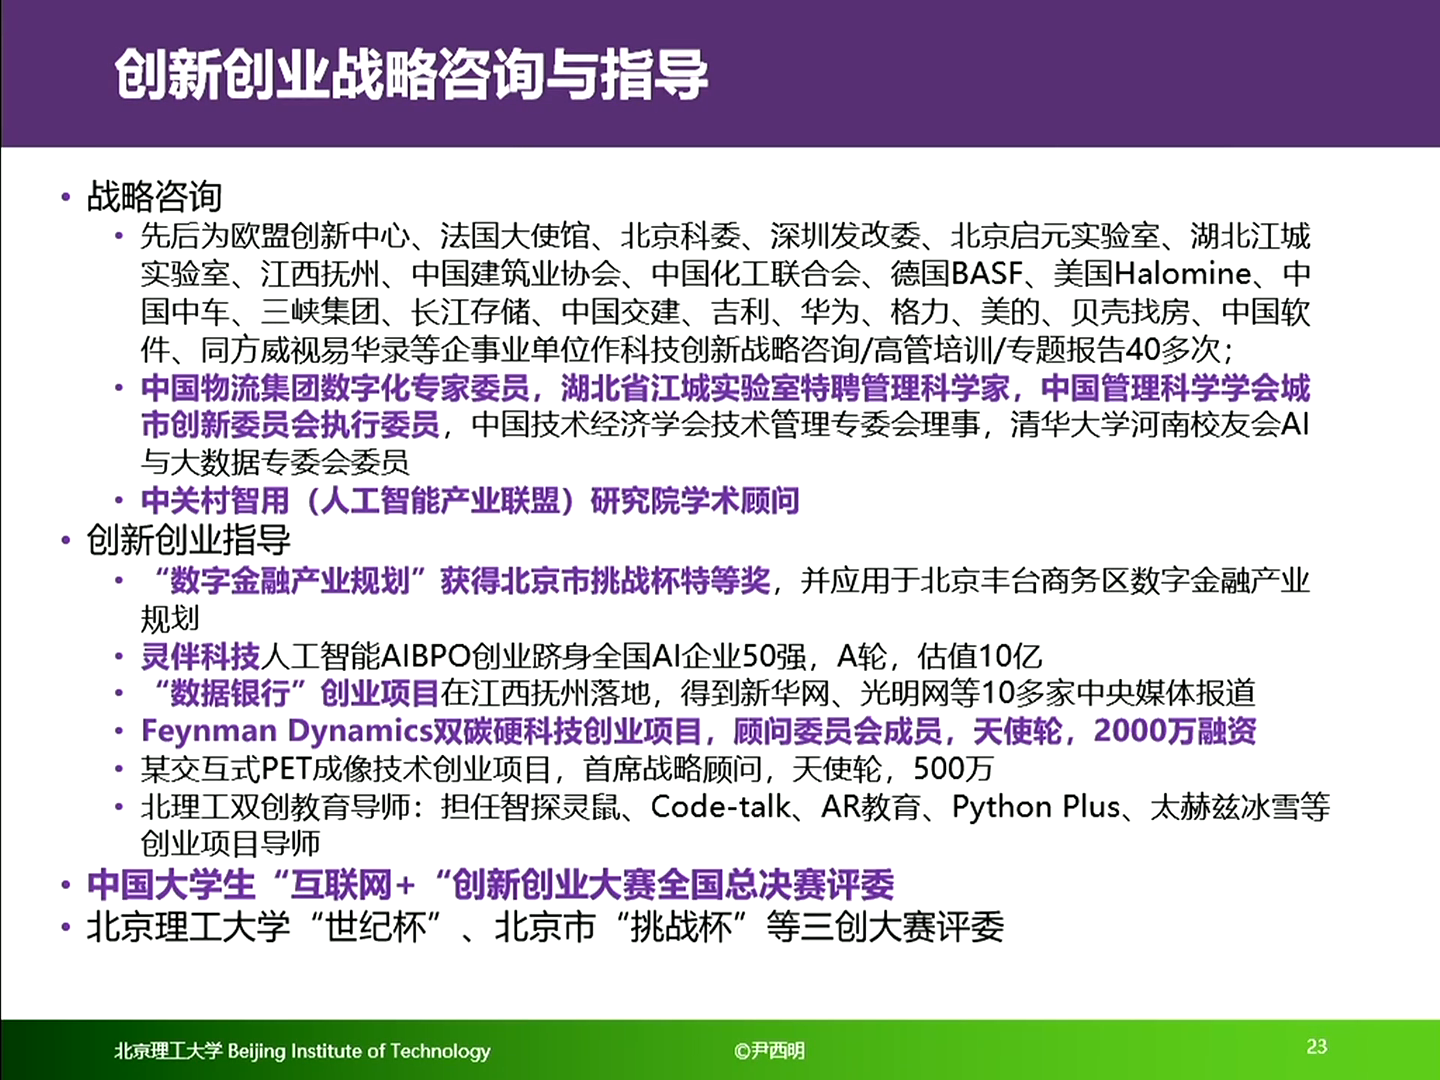 创新创业战略咨询与指导
• 战略咨询
• 先后为欧盟创新中心、法国大使馆、北京科委、深圳发改委、北京启元实验室、湖北江城
实验室、江西抚州、中国建筑业协会、中国化工联合会、德国BASF、美国Halomine、中
国中车、三峡集团、长江存储、中国交建、吉利、华为、格力、美的、贝壳找房、中国软
件、同方威视易华录等企事业单位作科技创新战略咨询/高管培训/专题报告40多次；
• 中国物流集团数字化专家委员，湖北省江城实验室特聘管理科学家，中国管理科学学会城
市创新委员会执行委员，中国技术经济学会技术管理专委会理事，清华大学河南校友会AI
与大数据专委会委员
• 中关村智用（人工智能产业联盟）研究院学术顾问
• 创新创业指导
• “数字金融产业规划”获得北京市挑战杯特等奖，并应用于北京丰台商务区数字金融产业
规划
• 灵伴科技人工智能AIBPO创业跻身全国AI企业50强，A轮，估值10亿
• “数据银行”创业项目在江西抚州落地，得到新华网、光明网等10多家中央媒体报道
• Feynman Dynamics双碳硬科技创业项目，顾问委员会成员，天使轮，2000万融资
• 某交互式PET成像技术创业项目，首席战略顾问，天使轮，500万
• 北理工双创教育导师：担任智探灵鼠、Code-talk、AR教育、Python Plus、太赫兹冰雪等
创业项目导师
• 中国大学生“互联网+“创新创业大赛全国总决赛评委
• 北京理工大学“世纪杯”、北京市“挑战杯”等三创大赛评委
北京理工大学 Beijing Institute of Technology
©尹西明
23